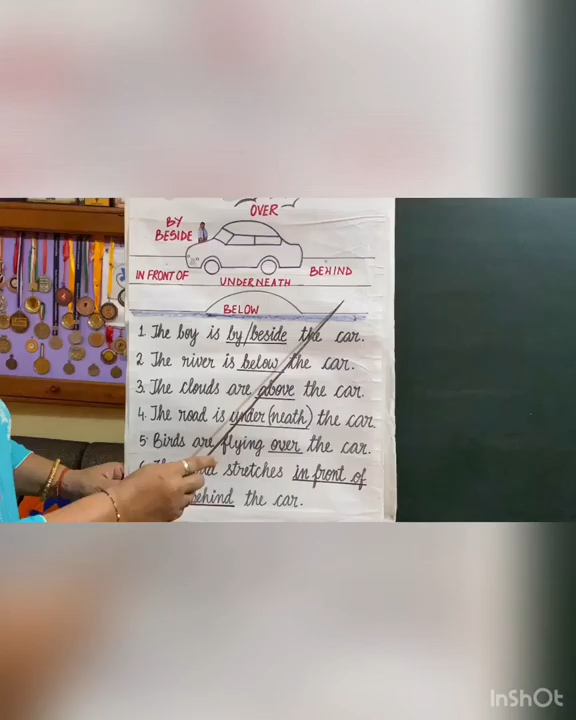 OVER
BY
BESIDE
IN FRONT OF
UNDERNEATH
BEHIND
BELOW
1 The boy is by/beside the car.
2 The river is below the car.
3. The clouds are above the car.
4. The road is under(neath) the car.
5. Birds are flying over the car.
stretches in front of
behind the car.
InShOt